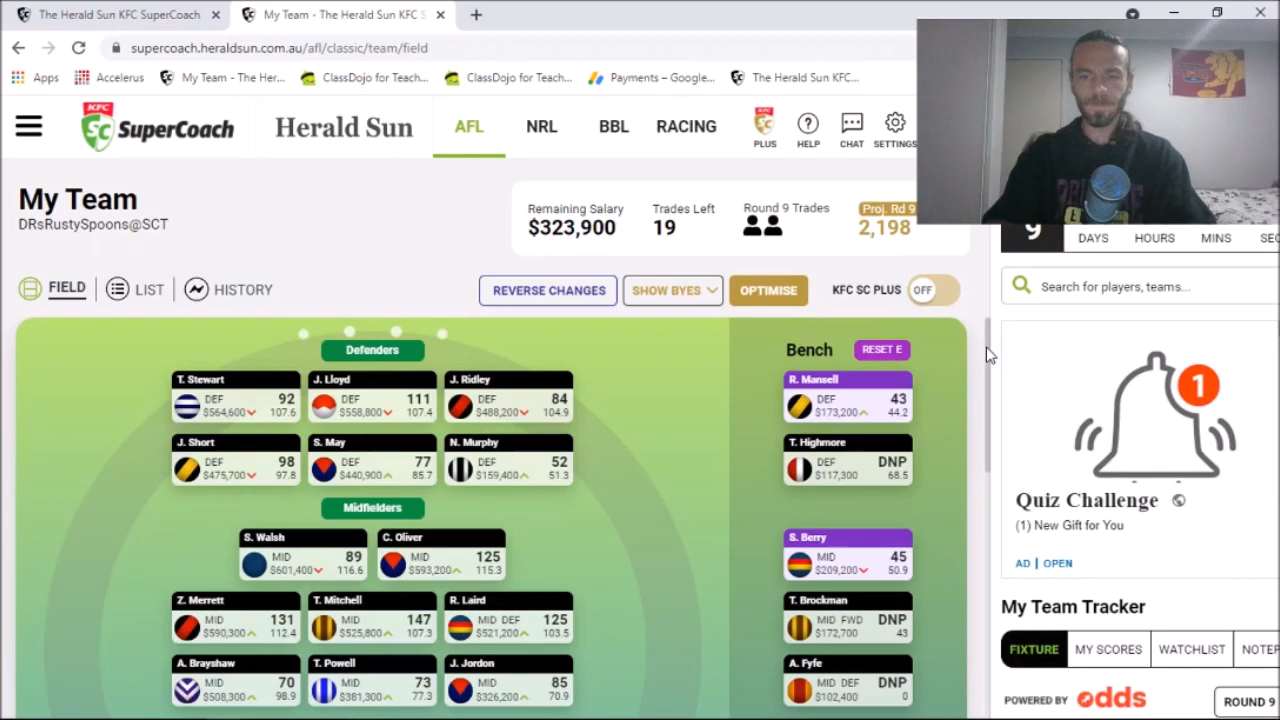 The Herald Sun KFC SuperCoach
My Team - The Herald Sun KFC S
supercoach.heraldsun.com.au/afl/classic/team/field
Apps Accelerus My Team - The Her... ClassDojo for Teach... ClassDojo for Teach... Payments – Google... The Herald Sun KFC...
KFC SC SuperCoach Herald Sun AFL NRL BBL RACING PLUS HELP CHAT SETTINGS
My Team
DRsRustySpoons@SCT
Remaining Salary Trades Left Round 9 Trades Proj. Rd 9
$323,900 19 2,198
9 DAYS HOURS MINS SEC
FIELD LIST HISTORY REVERSE CHANGES SHOW BYES OPTIMISE KFC SC PLUS OFF
Search for players, teams...
Defenders Bench RESET E
T. Stewart J. Lloyd J. Ridley R. Mansell
DEF 92 DEF 111 DEF 84 DEF 43
$564,600 107.6 $558,800 107.4 $488,200 104.9 $173,200 44.2
J. Short S. May N. Murphy T. Highmore
DEF 98 DEF 77 DEF 52 DEF DNP
$475,700 97.8 $440,900 85.7 $159,400 51.3 $117,300 68.5
Midfielders
S. Walsh C. Oliver S. Berry
MID 89 MID 125 MID 45
$601,400 116.6 $593,200 115.3 $209,200 50.9
Z. Merrett T. Mitchell R. Laird T. Brockman
MID 131 MID 147 MID DEF 125 MID FWD DNP
$590,300 112.4 $525,800 107.3 $521,200 103.5 $172,700 43
A. Brayshaw T. Powell J. Jordon A. Fyfe
MID 70 MID 73 MID 85 MID DEF DNP
$508,300 98.9 $381,300 77.3 $326,200 70.9 $102,400 0
1
Quiz Challenge
(1) New Gift for You
AD | OPEN
My Team Tracker
FIXTURE MY SCORES WATCHLIST NOTEP
POWERED BY odds ROUND 9